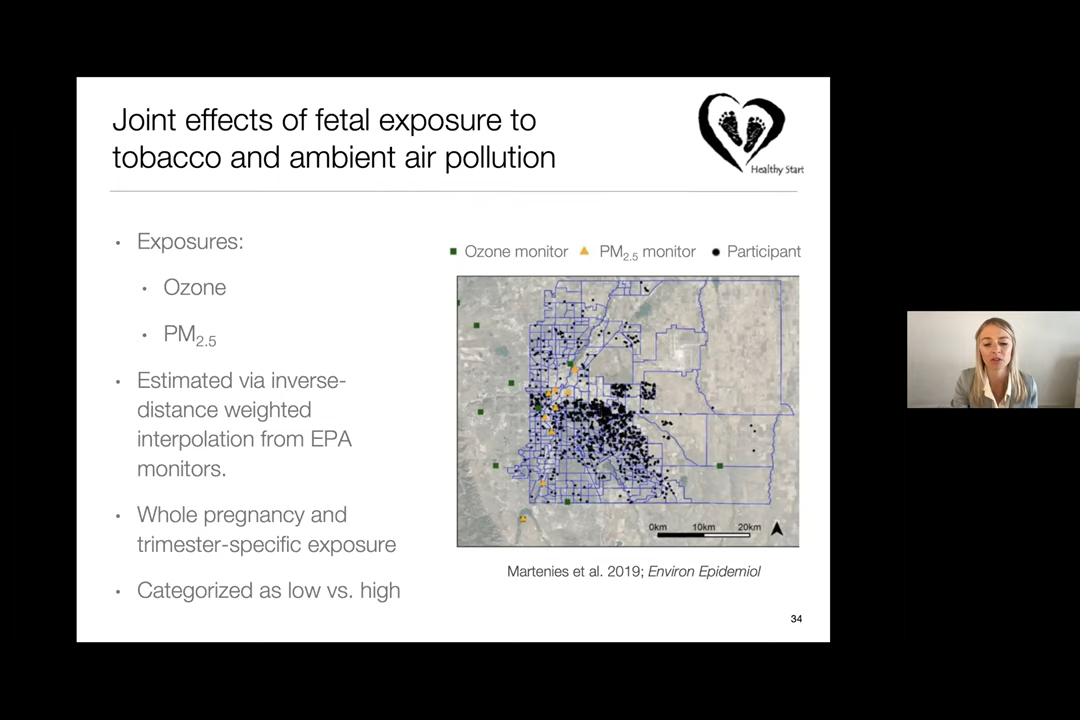 Joint effects of fetal exposure to
tobacco and ambient air pollution
Healthy Start
• Exposures:
• Ozone
• PM2.5
• Estimated via inverse-
distance weighted
interpolation from EPA
monitors.
• Whole pregnancy and
trimester-specific exposure
• Categorized as low vs. high
Ozone monitor PM2.5 monitor Participant
0km 10km 20km
Martenies et al. 2019; Environ Epidemiol
34